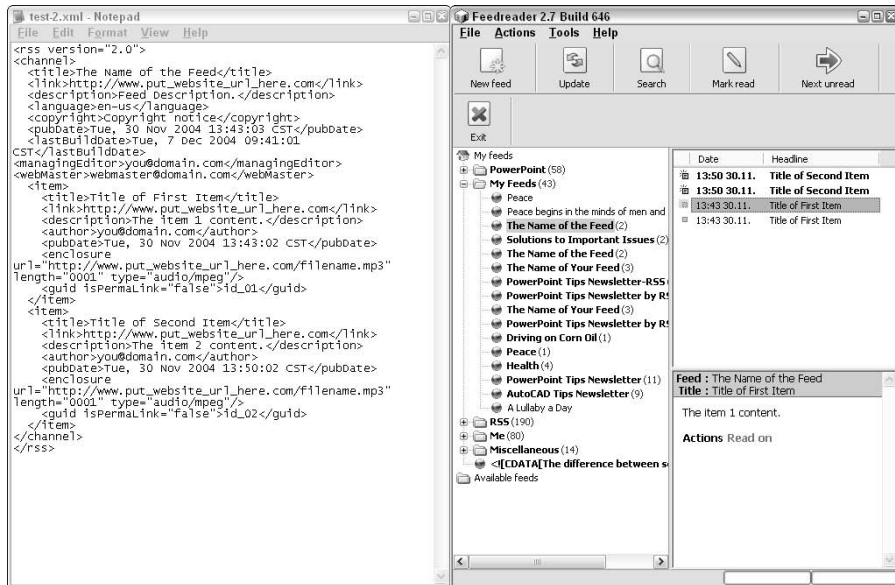 test-2.xml - Notepad
File Edit Format View Help
<rss version="2.0">
<channel>
<title>The Name of the Feed</title>
<link>http://www.put_website_url_here.com</link>
<description>Feed Description.</description>
<language>en-us</language>
<copyright>Copyright notice</copyright>
<pubDate>Tue, 30 Nov 2004 13:43:03 CST</pubDate>
<lastBuildDate>Tue, 7 Dec 2004 09:41:01
CST</lastBuildDate>
<managingEditor>you@domain.com</managingEditor>
<webMaster>webmaster@domain.com</webMaster>
<item>
<title>Title of First Item</title>
<link>http://www.put_website_url_here.com</link>
<description>The item 1 content.</description>
<author>you@domain.com</author>
<pubDate>Tue, 30 Nov 2004 13:43:02 CST</pubDate>
<enclosure
url="http://www.put_website_url_here.com/filename.mp3"
length="0001" type="audio/mpeg"/>
<guid isPermaLink="false">id_01</guid>
</item>
<item>
<title>Title of Second Item</title>
<link>http://www.put_website_url_here.com</link>
<description>The item 2 content.</description>
<author>you@domain.com</author>
<pubDate>Tue, 30 Nov 2004 13:50:02 CST</pubDate>
<enclosure
url="http://www.put_website_url_here.com/filename.mp3"
length="0001" type="audio/mpeg"/>
<guid isPermaLink="false">id_02</guid>
</item>
</channel>
</rss>
Feedreader 2.7 Build 646
File Actions Tools Help
New feed Update Search Mark read Next unread
Exit
My feeds
PowerPoint (58)
My Feeds (43)
Peace
Peace begins in the minds of men and
The Name of the Feed (2)
Solutions to Important Issues (2)
The Name of the Feed (2)
The Name of Your Feed (3)
PowerPoint Tips Newsletter-RSS
PowerPoint Tips Newsletter by RS
The Name of Your Feed (3)
PowerPoint Tips Newsletter by RS
Driving on Corn Oil (1)
Peace (1)
Health (4)
PowerPoint Tips Newsletter (11)
AutoCAD Tips Newsletter (9)
A Lullaby a Day
RSS (190)
Me (80)
Miscellaneous (14)
<![CDATA[The difference between s
Available feeds
Date Headline
13:50 30.11. Title of Second Item
13:50 30.11. Title of Second Item
13:43 30.11. Title of First Item
13:43 30.11. Title of First Item
Feed : The Name of the Feed
Title : Title of First Item
The item 1 content.
Actions Read on